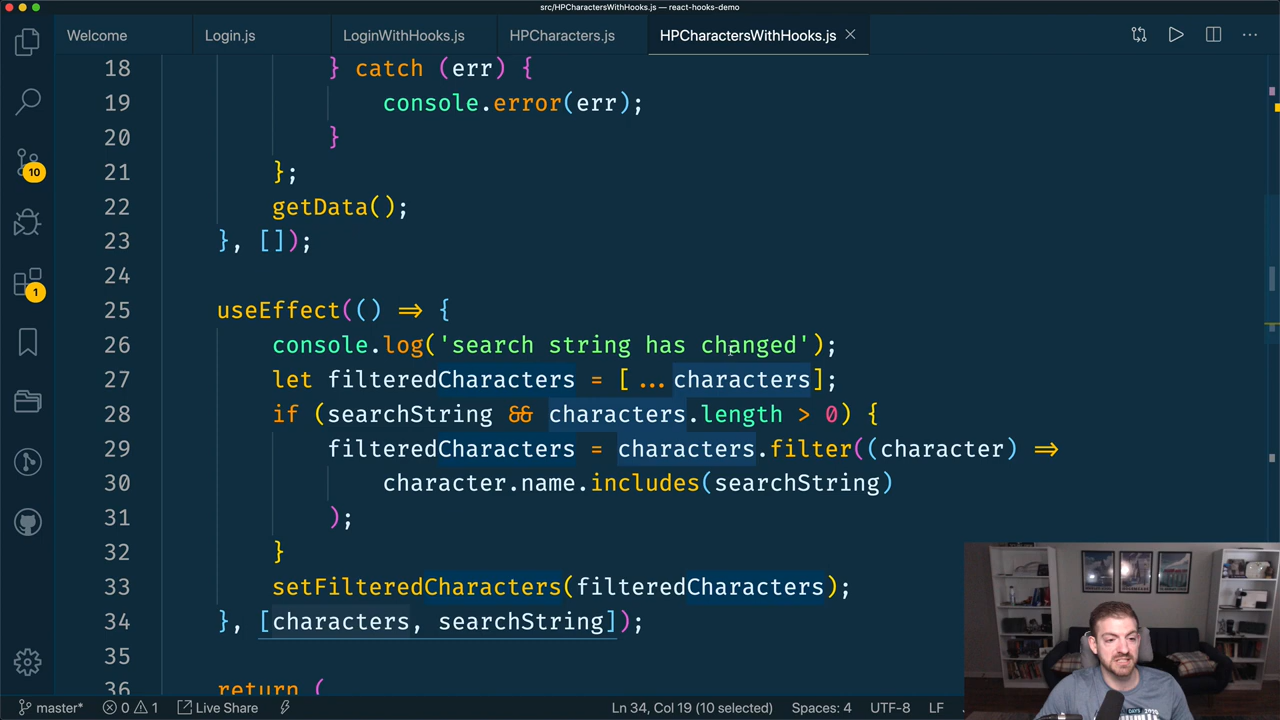 src/HPCharactersWithHooks.js — react-hooks-demo
Welcome
Login.js
LoginWithHooks.js
HPCharacters.js
HPCharactersWithHooks.js
18 } catch (err) {
19 console.error(err);
20 }
21 };
22 getData();
23 }, []);
24
25 useEffect(() => {
26 console.log('search string has changed');
27 let filteredCharacters = [...characters];
28 if (searchString && characters.length > 0) {
29 filteredCharacters = characters.filter((character) =>
30 character.name.includes(searchString)
31 );
32 }
33 setFilteredCharacters(filteredCharacters);
34 }, [characters, searchString]);
35
36 return (
10
1
master*
0
1
Live Share
Ln 34, Col 19 (10 selected)
Spaces: 4
UTF-8
LF